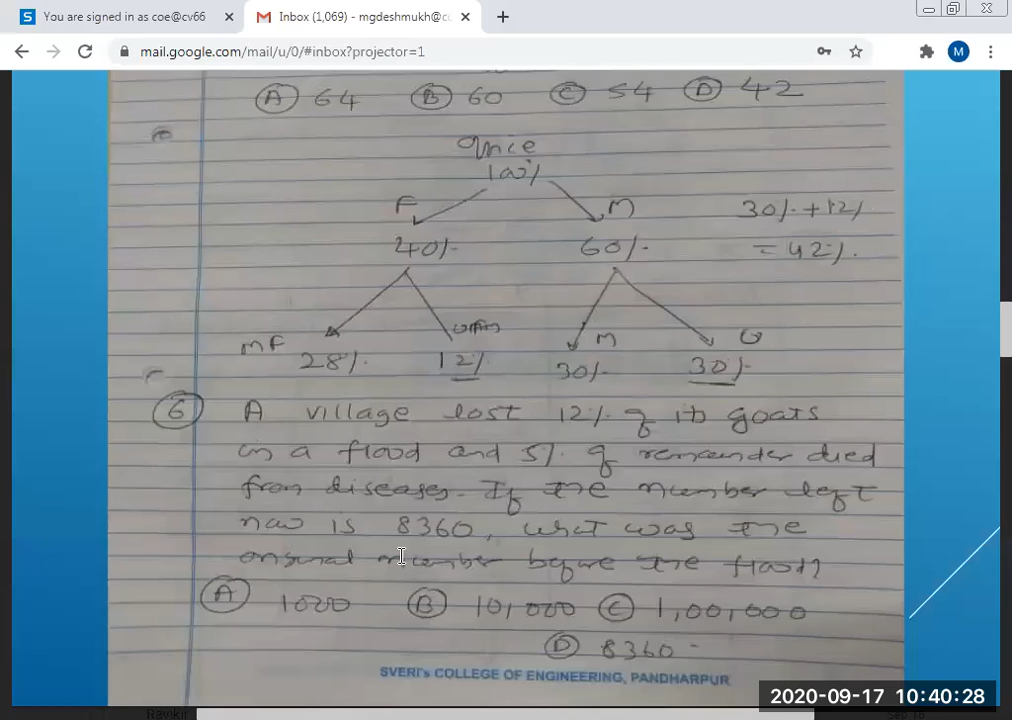 You are signed in as coe@cv66
Inbox (1,069) - mgdeshmukh@c
mail.google.com/mail/u/0/#inbox?projector=1
M
A 64 B 60 C 54 D 42
100%
F M 30% + 12%
40% 60% = 42%.
MF M U
28%. 12% 30% 30%
6 A village lost 12% of its goats
in a flood and 5% of remainder died
from diseases. If the number left
now is 8360, what was the
number before the flood?
A 1000 B 10,000 C 1,00,000
D 8360
SVERI's COLLEGE OF ENGINEERING, PANDHARPUR
2020-09-17 10:40:28